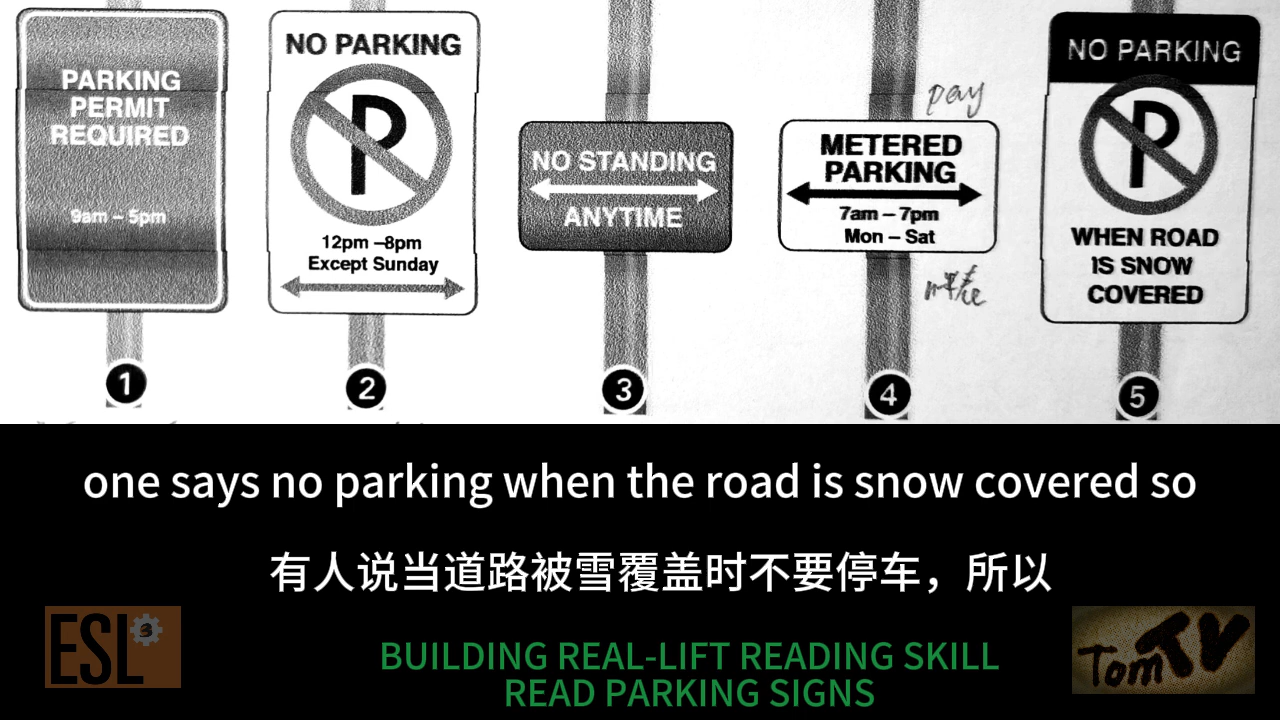 PARKING
PERMIT
REQUIRED
9am – 5pm
1
NO PARKING
P
12pm –8pm
Except Sunday
2
NO STANDING
ANYTIME
3
pay
METERED
PARKING
7am – 7pm
Mon – Sat
4
NO PARKING
P
WHEN ROAD
IS SNOW
COVERED
5
one says no parking when the road is snow covered so
有人说当道路被雪覆盖时不要停车，所以
ESL
3
BUILDING REAL-LIFT READING SKILL
READ PARKING SIGNS
Tom TV